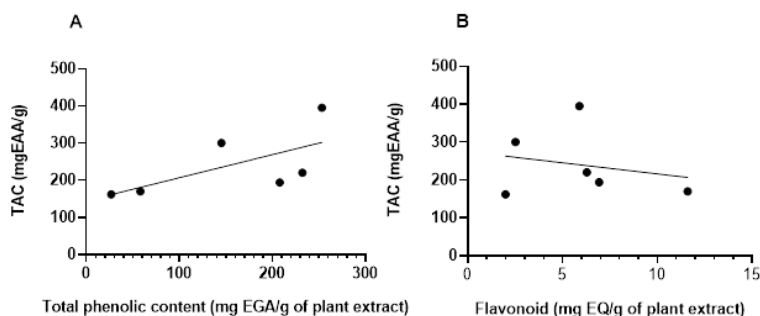 A
500
400
300
200
100
0
TAC (mgEAA/g)
0 100 200 300
Total phenolic content (mg EGA/g of plant extract)
B
500
400
300
200
100
0
TAC (mgEAA/g)
0 5 10 15
Flavonoid (mg EQ/g of plant extract)